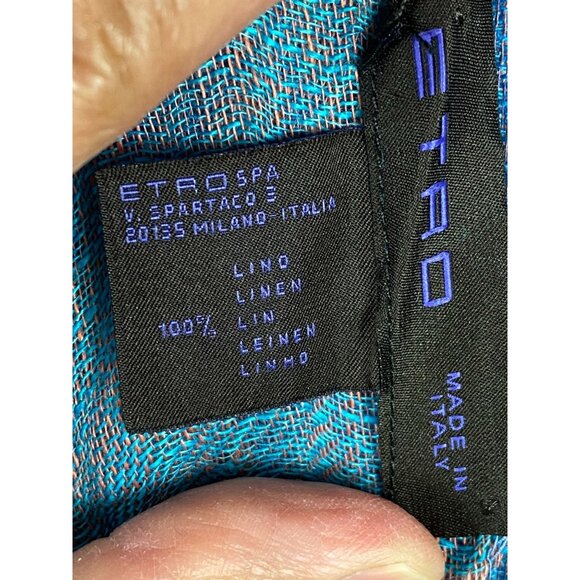 ETRO SPA
V. SPARTACO 3
20135 MILANO-ITALIA
LINO
LINEN
100% LIN
LEINEN
LINHO
ETRO
MADE IN
ITALY